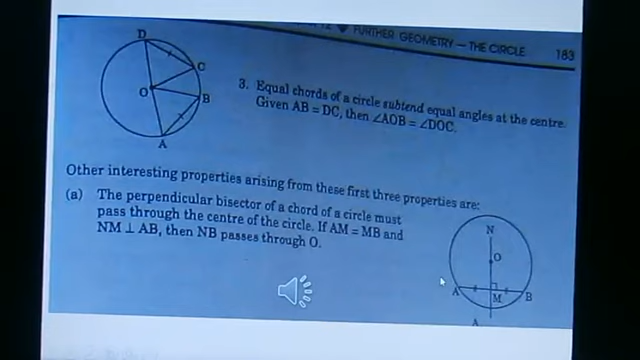 FURTHER GEOMETRY — THE CIRCLE 183
D
C
O
B
A
3. Equal chords of a circle subtend equal angles at the centre.
Given AB = DC, then ∠AOB = ∠DOC.
Other interesting properties arising from these first three properties are:
(a) The perpendicular bisector of a chord of a circle must
pass through the centre of the circle. If AM = MB and
NM ⊥ AB, then NB passes through O.
N
O
A M B
A